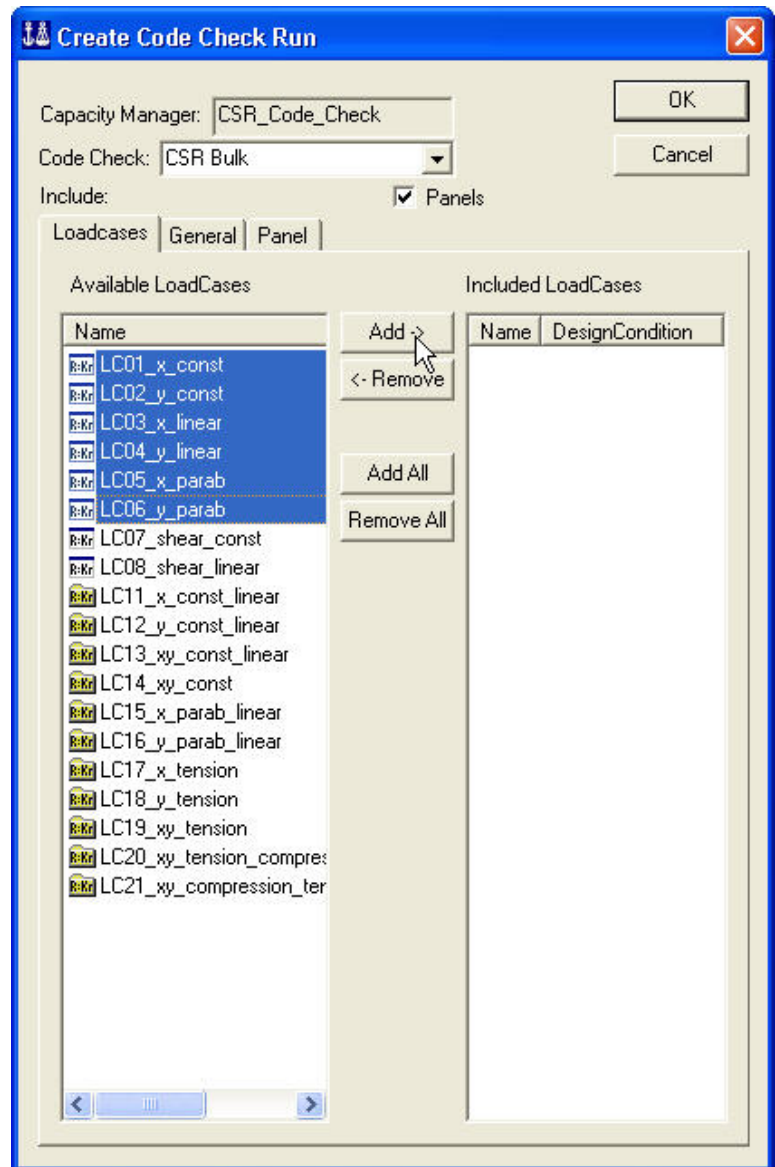 Create Code Check Run
Capacity Manager: CSR_Code_Check
OK
Code Check: CSR Bulk
Cancel
Include:
Panels
Loadcases General Panel
Available LoadCases
Included LoadCases
Name
Add ->
Name DesignCondition
<- Remove
LC01_x_const
LC02_y_const
LC03_x_linear
LC04_y_linear
Add All
LC05_x_parab
LC06_y_parab
Remove All
LC07_shear_const
LC08_shear_linear
LC11_x_const_linear
LC12_y_const_linear
LC13_xy_const_linear
LC14_xy_const
LC15_x_parab_linear
LC16_y_parab_linear
LC17_x_tension
LC18_y_tension
LC19_xy_tension
LC20_xy_tension_compres
LC21_xy_compression_ter